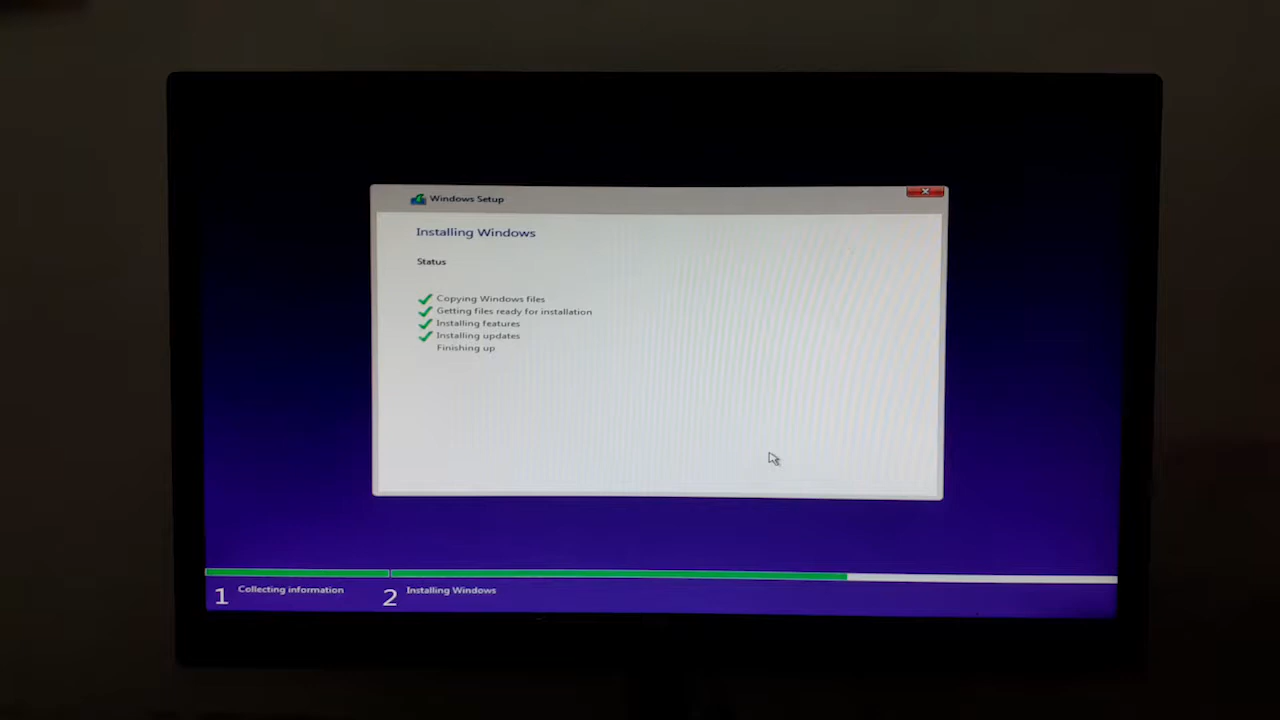 Windows Setup
Installing Windows
Status
Copying Windows files
Getting files ready for installation
Installing features
Installing updates
Finishing up
1 Collecting information
2 Installing Windows